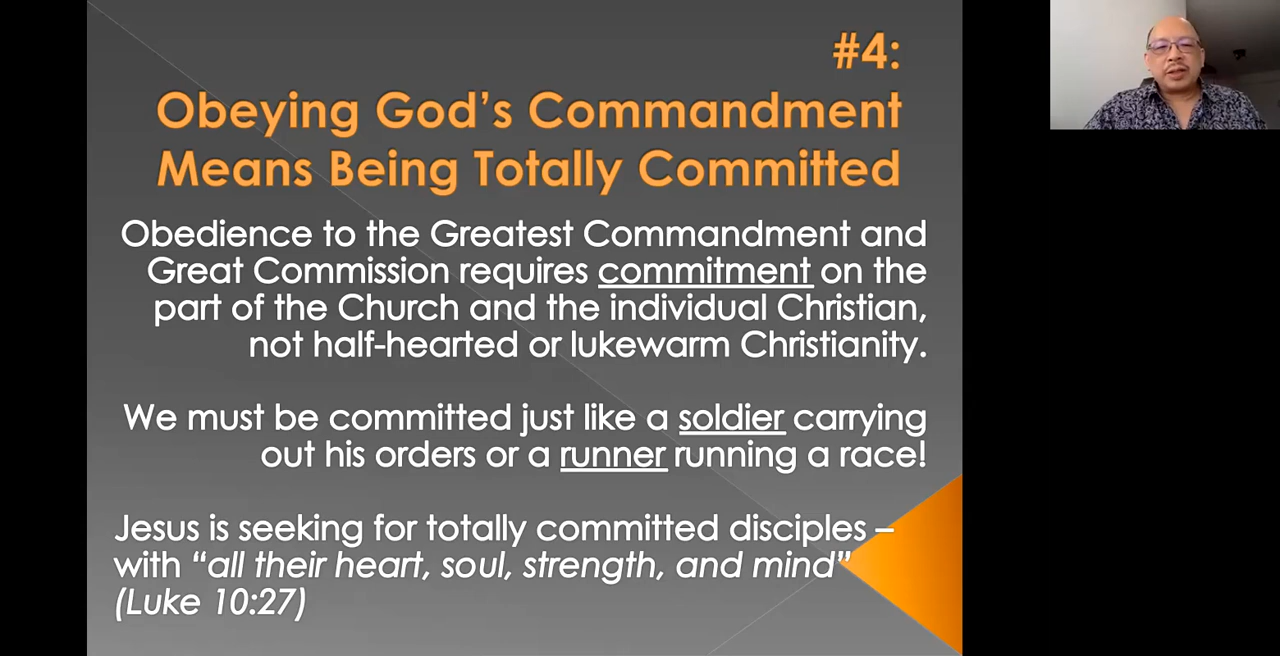 #4:
Obeying God's Commandment
Means Being Totally Committed
Obedience to the Greatest Commandment and
Great Commission requires commitment on the
part of the Church and the individual Christian,
not half-hearted or lukewarm Christianity.
We must be committed just like a soldier carrying
out his orders or a runner running a race!
Jesus is seeking for totally committed disciples –
with “all their heart, soul, strength, and mind”
(Luke 10:27)